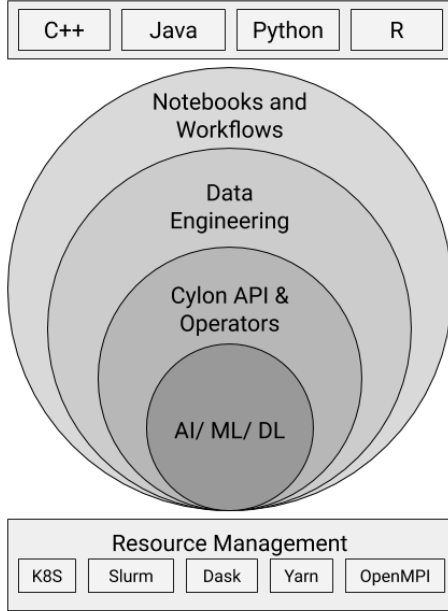 C++ Java Python R
Notebooks and
Workflows
Data
Engineering
Cylon API &
Operators
AI/ ML/ DL
Resource Management
K8S Slurm Dask Yarn OpenMPI